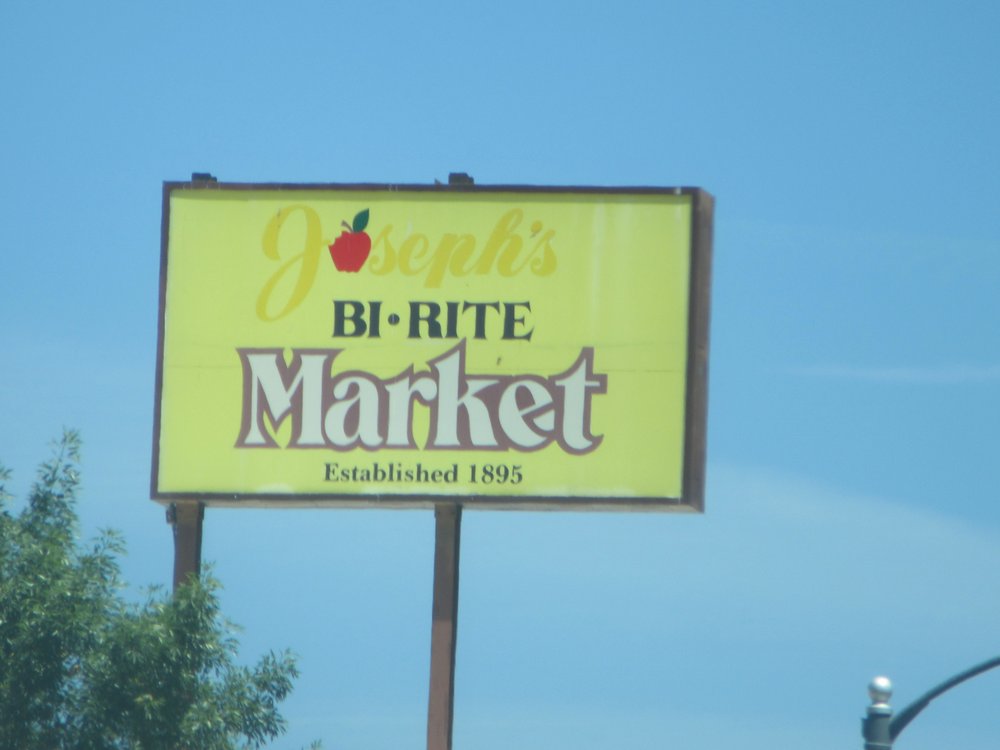 Joseph's
BI•RITE
Market
Established 1895